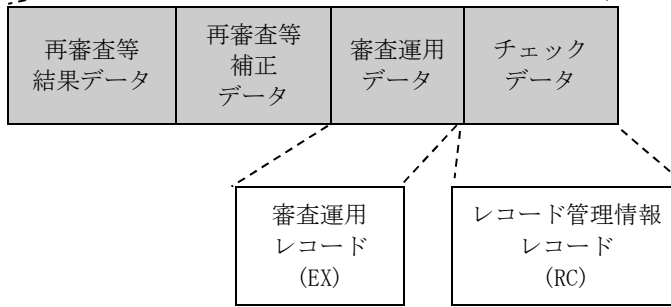 再審査等
結果データ
再審査等
補正
データ
審査運用
データ
チェック
データ
審査運用
レコード
(EX)
レコード管理情報
レコード
(RC)